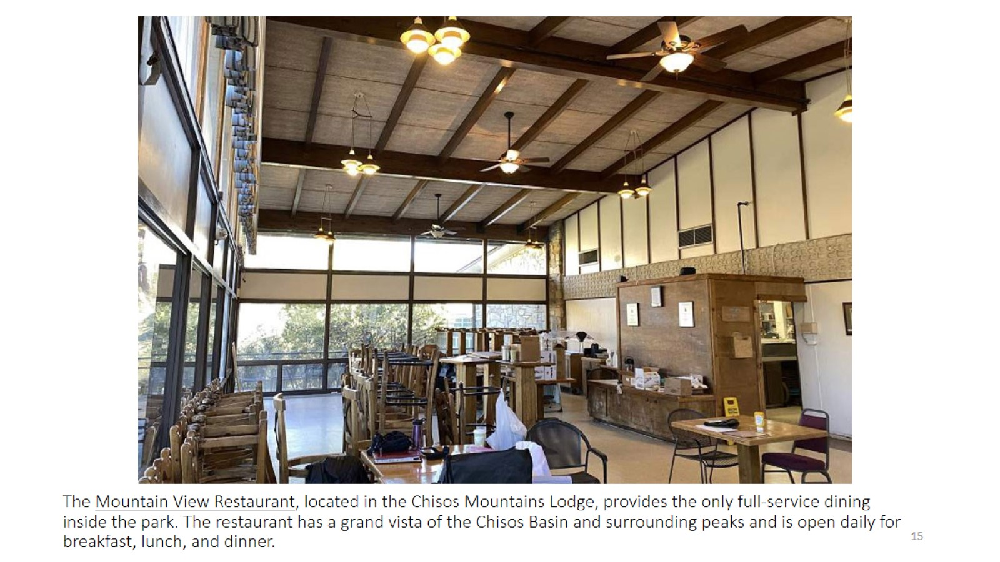 The Mountain View Restaurant, located in the Chisos Mountains Lodge, provides the only full-service dining
inside the park. The restaurant has a grand vista of the Chisos Basin and surrounding peaks and is open daily for
breakfast, lunch, and dinner.
15